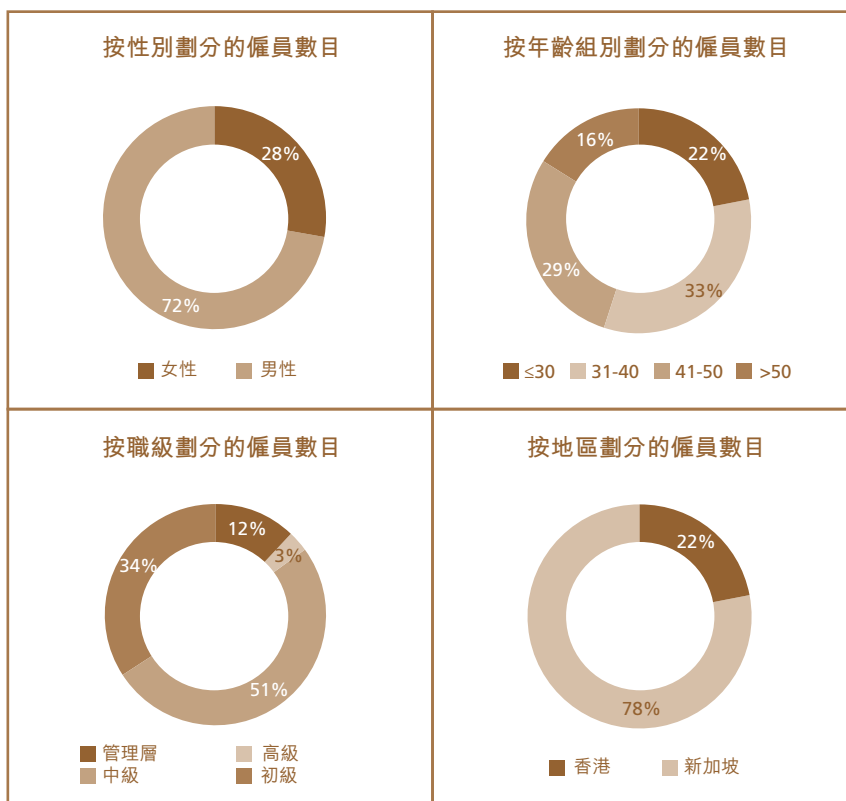 按性別劃分的僱員數目
28%
72%
女性 男性
按年齡組別劃分的僱員數目
16%
22%
29%
33%
≤30 31-40 41-50 >50
按職級劃分的僱員數目
12%
3%
34%
51%
管理層 高級
中級 初級
按地區劃分的僱員數目
22%
78%
香港 新加坡